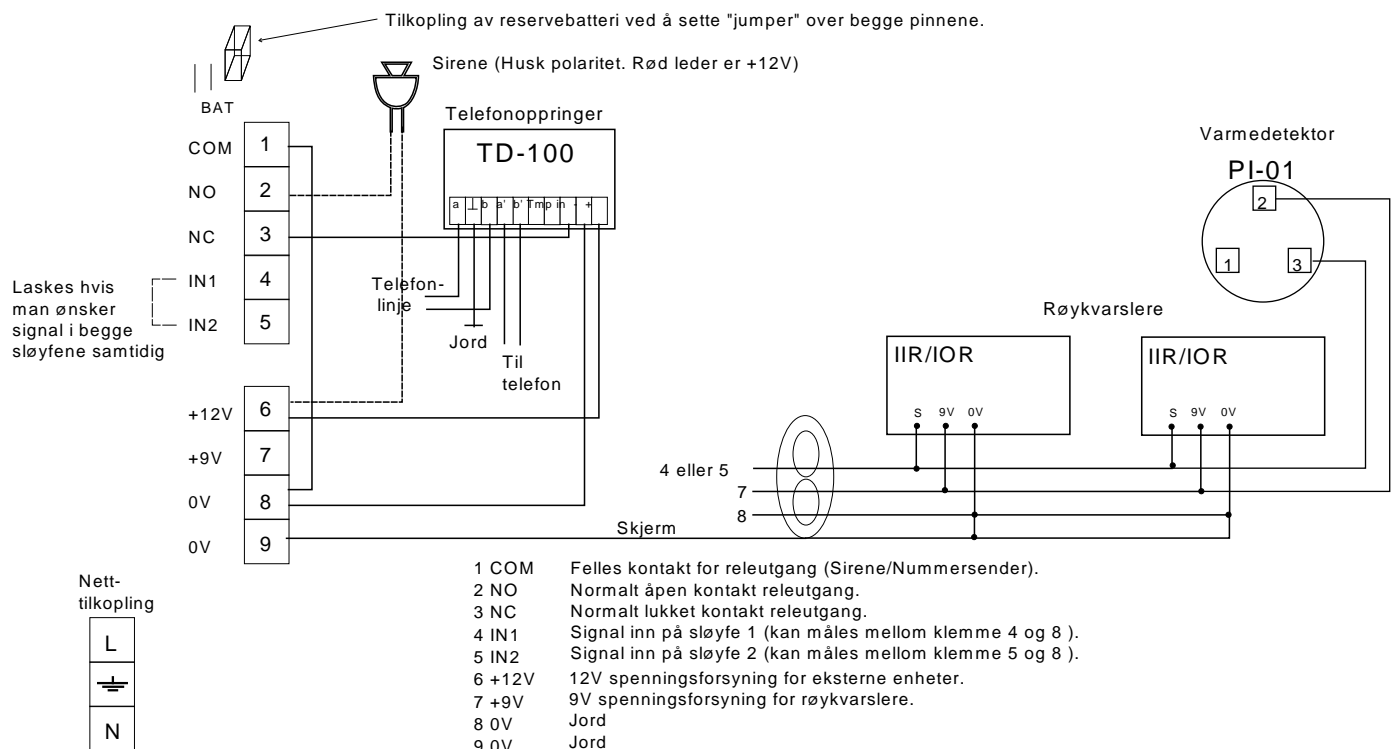 Tilkopling av reservebatteri ved å sette "jumper" over begge pinnene.
Sirene (Husk polaritet. Rød leder er +12V)
BAT
COM 1
NO 2
NC 3
IN1 4
IN2 5
Laskes hvis
man ønsker
signal i begge
sløyfene samtidig
+12V 6
+9V 7
0V 8
0V 9
Telefonoppringer
TD-100
a ⊥ b a' b' Tmp in - +
Telefon-
linje
Jord
Til
telefon
Varmedetektor
PI-01
2
1 3
Røykvarslere
IIR/IOR
S 9V 0V
IIR/IOR
S 9V 0V
4 eller 5
7
8
Skjerm
Nett-
tilkopling
L
N
1 COM Felles kontakt for releutgang (Sirene/Nummersender).
2 NO Normalt åpen kontakt releutgang.
3 NC Normalt lukket kontakt releutgang.
4 IN1 Signal inn på sløyfe 1 (kan måles mellom klemme 4 og 8 ).
5 IN2 Signal inn på sløyfe 2 (kan måles mellom klemme 5 og 8 ).
6 +12V 12V spenningsforsyning for eksterne enheter.
7 +9V 9V spenningsforsyning for røykvarslere.
8 0V Jord
9 0V Jord